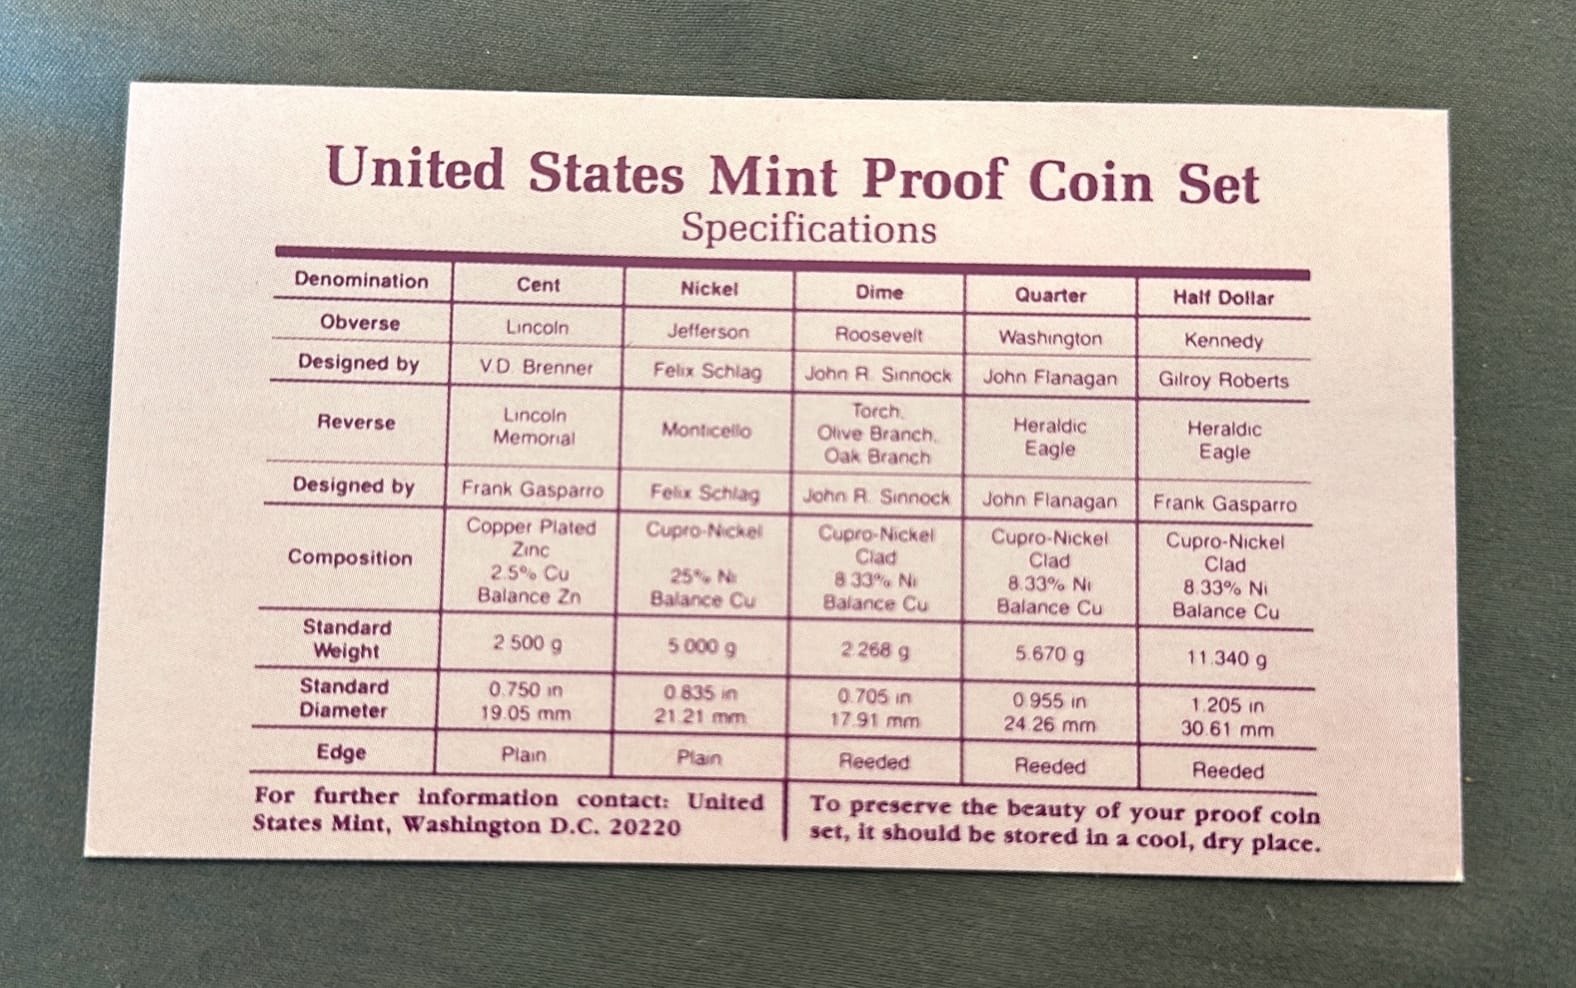 United States Mint Proof Coin Set
Specifications
Denomination Cent Nickel Dime Quarter Half Dollar
Obverse Lincoln Jefferson Roosevelt Washington Kennedy
Designed by V.D. Brenner Felix Schlag John R. Sinnock John Flanagan Gilroy Roberts
Reverse Lincoln Memorial Monticello Torch, Olive Branch, Oak Branch Heraldic Eagle Heraldic Eagle
Designed by Frank Gasparro Felix Schlag John R. Sinnock John Flanagan Frank Gasparro
Composition Copper Plated Zinc 2.5% Cu Balance Zn Cupro-Nickel 25% Ni Balance Cu Cupro-Nickel Clad 8.33% Ni Balance Cu Cupro-Nickel Clad 8.33% Ni Balance Cu Cupro-Nickel Clad 8.33% Ni Balance Cu
Standard Weight 2.500 g 5.000 g 2.268 g 5.670 g 11.340 g
Standard Diameter 0.750 in 19.05 mm 0.835 in 21.21 mm 0.705 in 17.91 mm 0.955 in 24.26 mm 1.205 in 30.61 mm
Edge Plain Plain Reeded Reeded Reeded
For further information contact: United
States Mint, Washington D.C. 20220
To preserve the beauty of your proof coin
set, it should be stored in a cool, dry place.